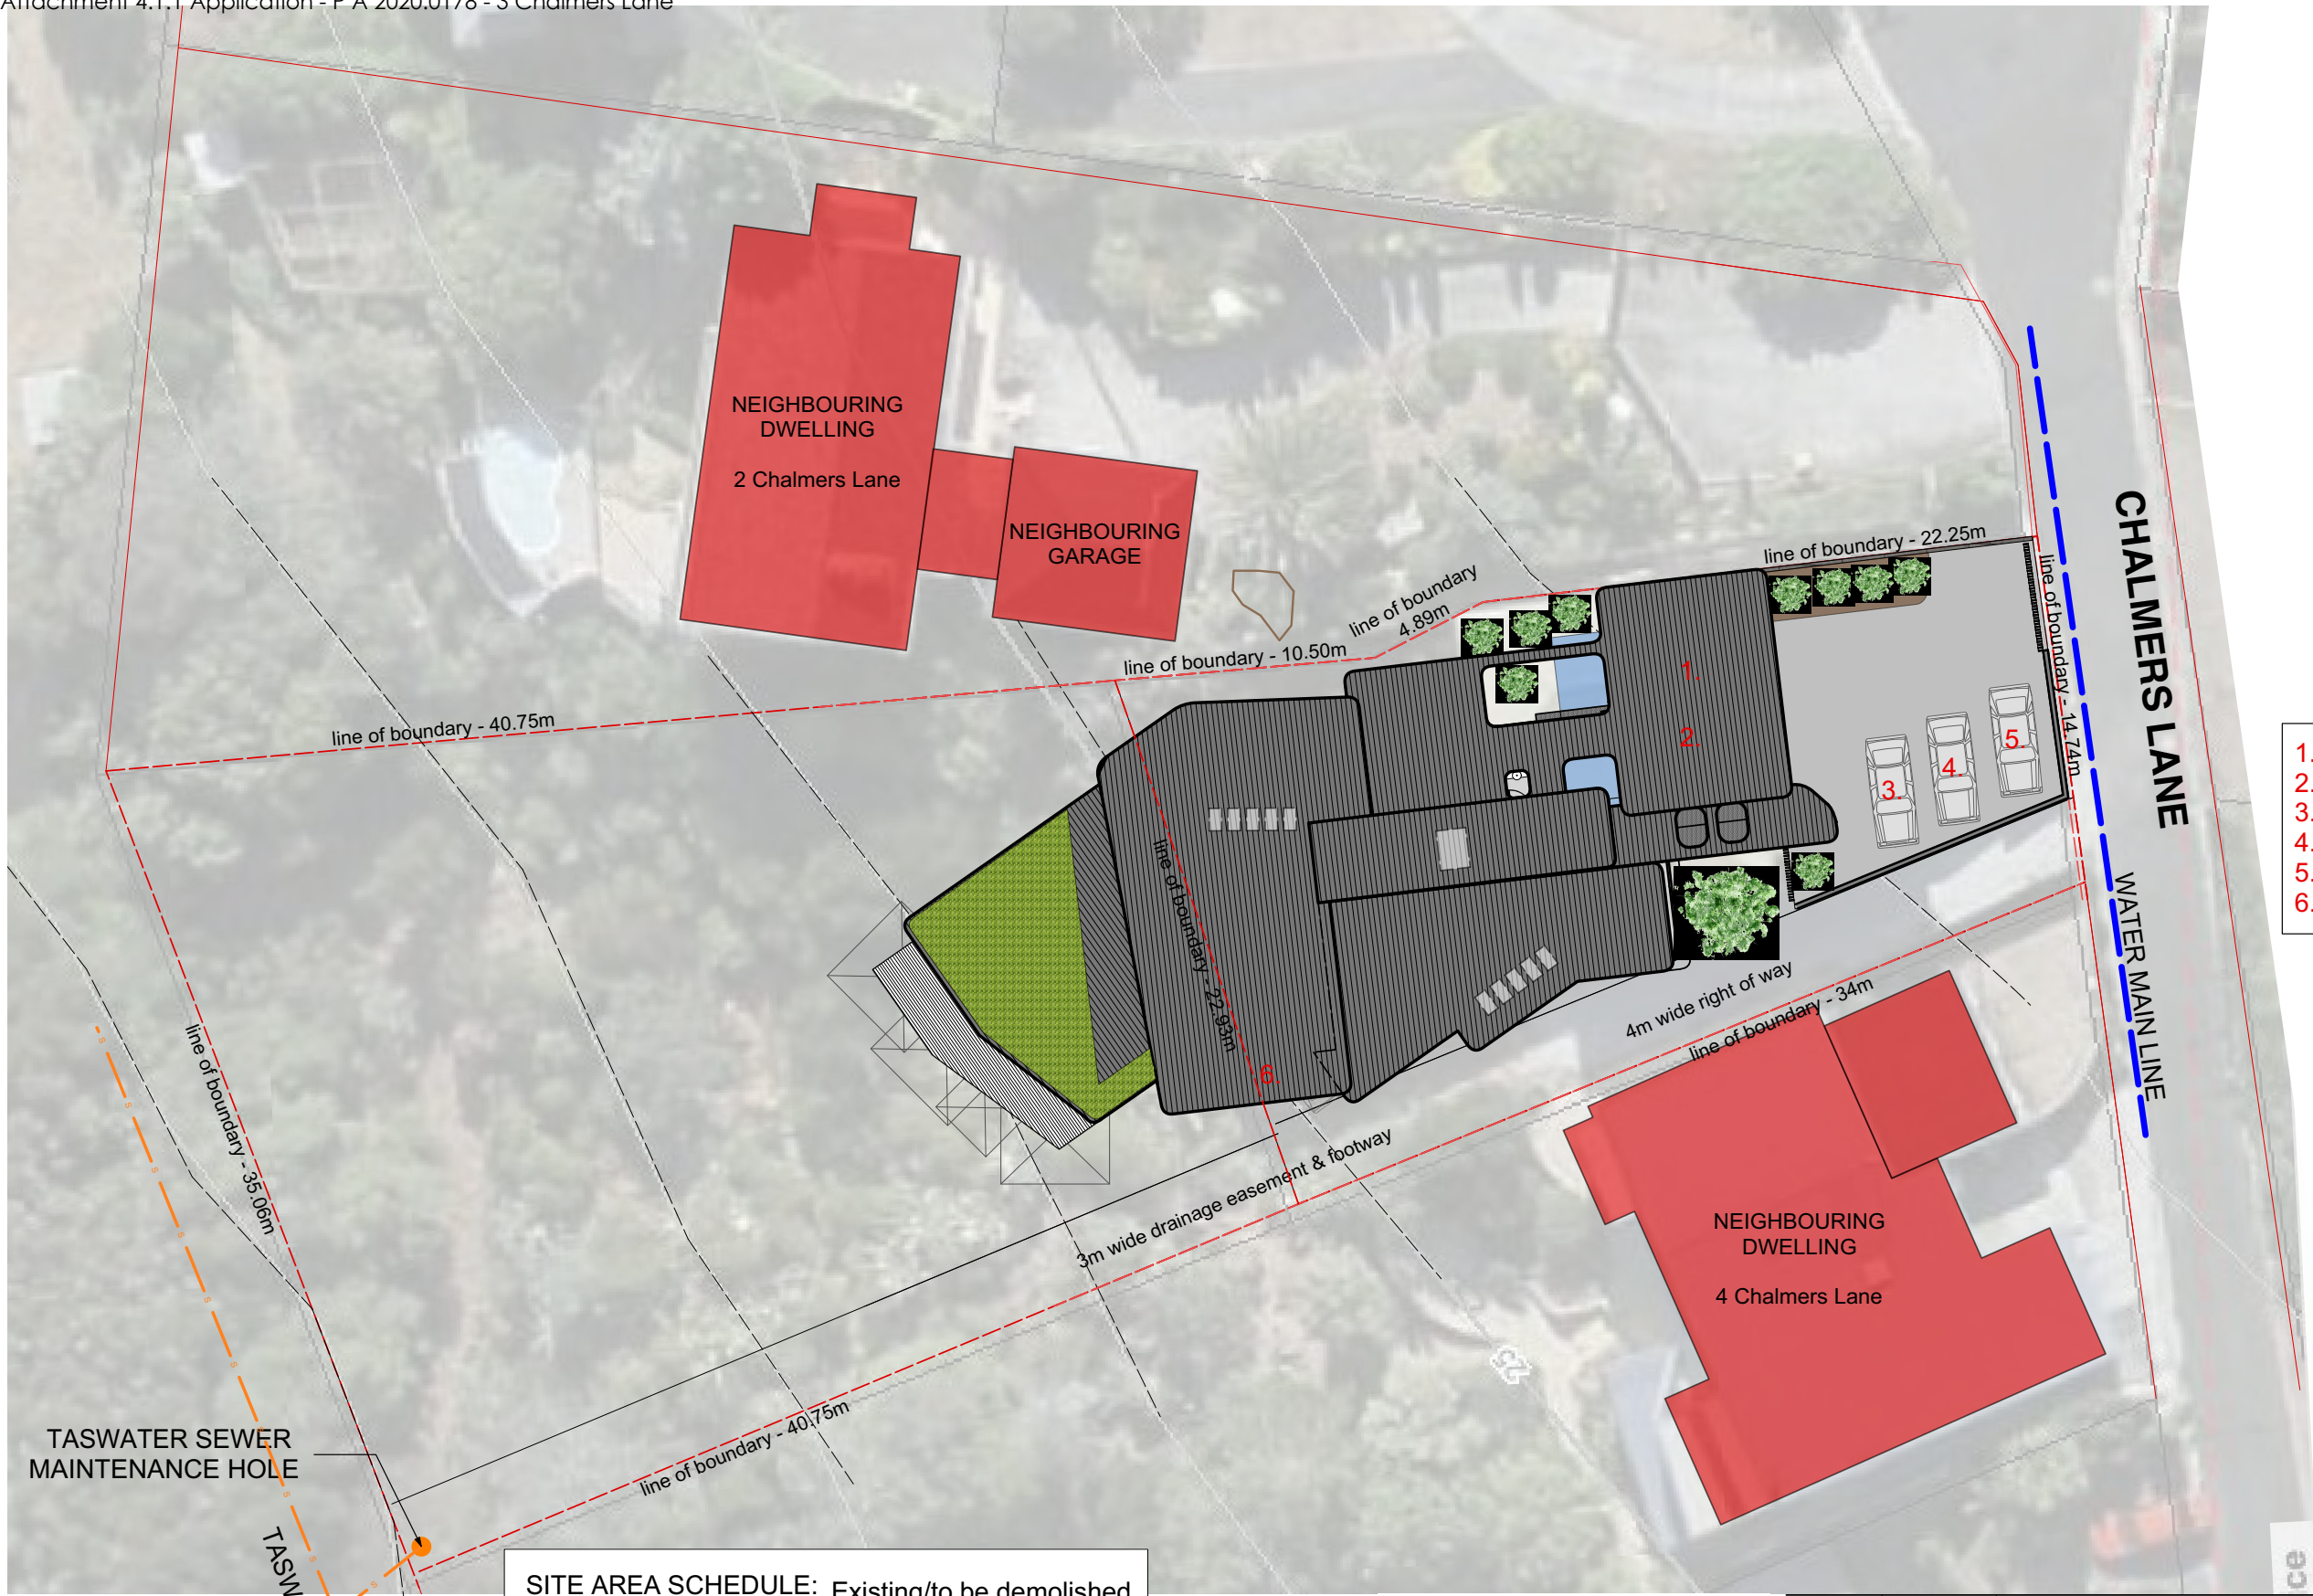 Attachment 4.1.1 Application - P A 2020.0178 - 3 Chalmers Lane
NEIGHBOURING
DWELLING
2 Chalmers Lane
NEIGHBOURING
GARAGE
line of boundary - 22.25m
line of boundary
4.89m
line of boundary - 10.50m
line of boundary - 40.75m
line of boundary - 14.74m
CHALMERS LANE
WATER MAIN LINE
1.
2.
3.
4.
5.
6.
1.
2.
3.
4.
5.
6.
line of boundary - 22.93m
4m wide right of way
line of boundary - 34m
3m wide drainage easement & footway
line of boundary - 35.06m
line of boundary - 40.75m
NEIGHBOURING
DWELLING
4 Chalmers Lane
TASWATER SEWER
MAINTENANCE HOLE
TASW
SITE AREA SCHEDULE: Existing/to be demolished
ce